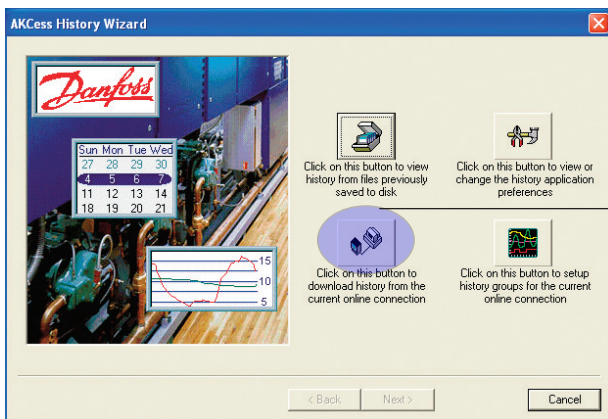 AKCess History Wizard
Danfoss
Sun Mon Tue Wed
27 28 29 30
4 5 6 7
11 12 13 14
18 19 20 21
15
10
5
Click on this button to view
history from files previously
saved to disk
Click on this button to view or
change the history application
preferences
Click on this button to
download history from the
current online connection
Click on this button to setup
history groups for the current
online connection
< Back
Next >
Cancel